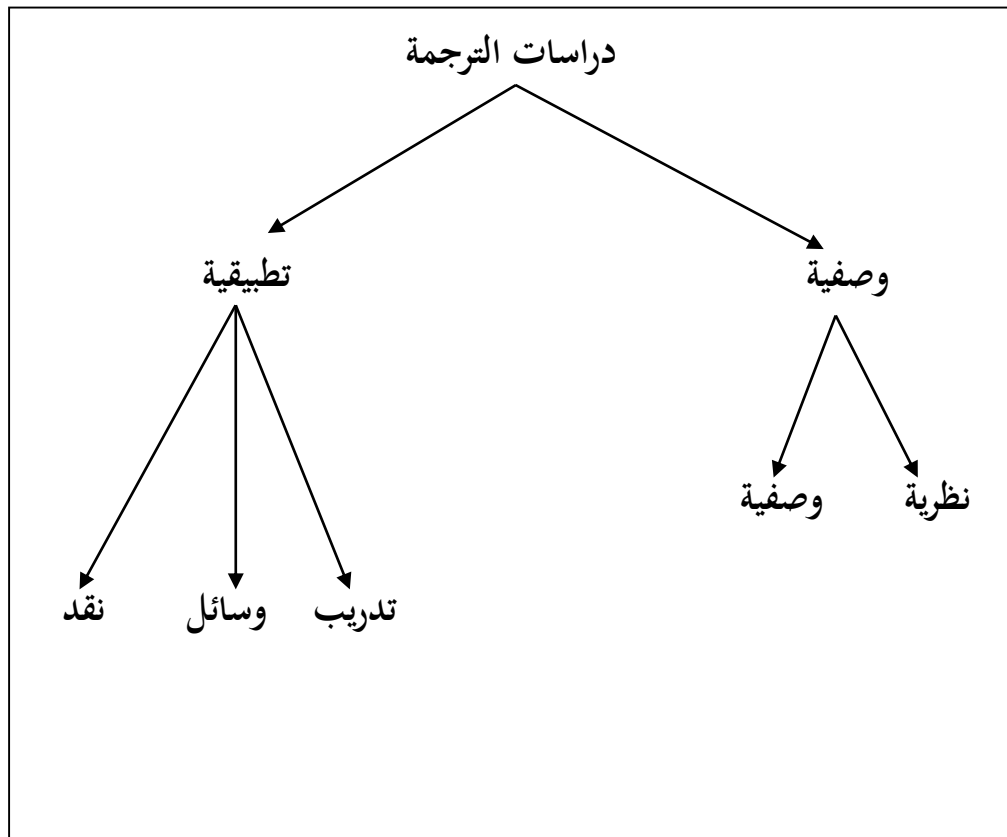 دراسات الترجمة
وصفية تطبيقية
نظرية وصفية
تدريب وسائل نقد